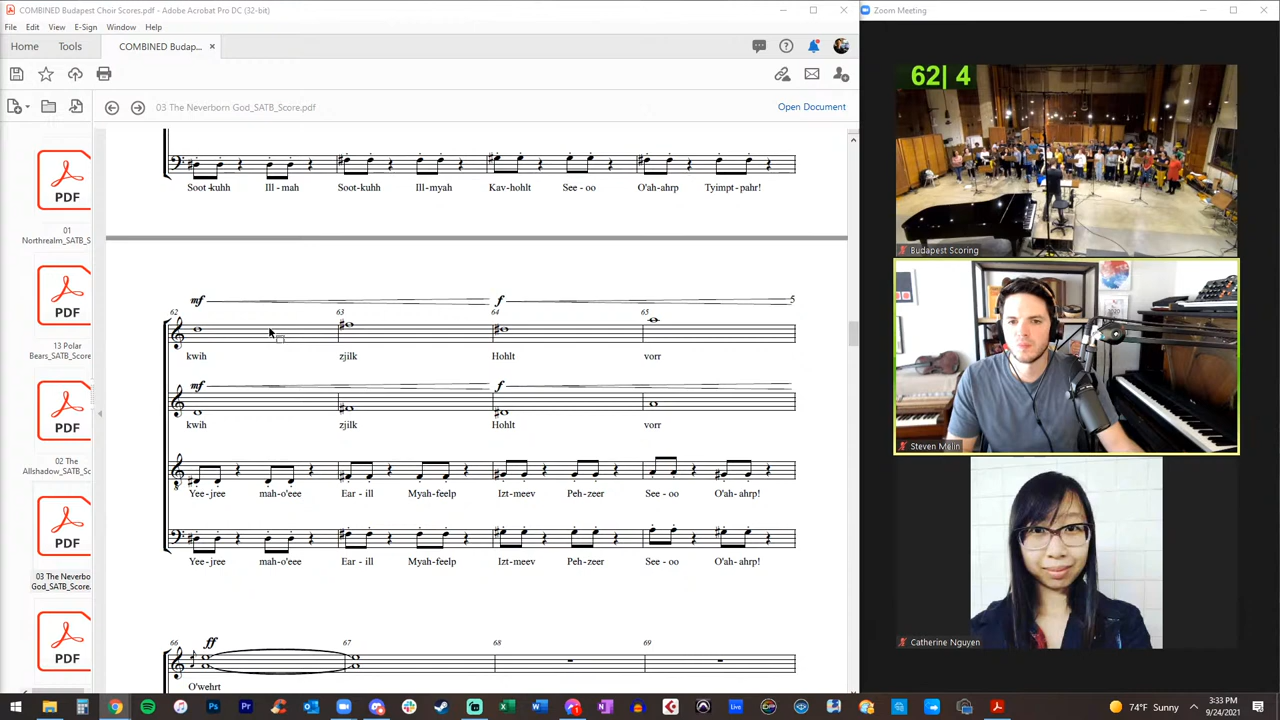 COMBINED Budapest Choir Scores.pdf - Adobe Acrobat Pro DC (32-bit)
File Edit View E-Sign Window Help
Home Tools COMBINED Budap... ×
03 The Neverborn God_SATB_Score.pdf Open Document
PDF
01
Northrealm_SATB_S
PDF
13 Polar
Bears_SATB_Score
PDF
02 The
Allshadow_SATB_Sc
PDF
03 The Neverbo
God_SATB_Score
PDF
Soot-kuhh Ill - mah Soot-kuhh Ill-myah Kav-hohlt See - oo O'ah-ahrp Tyimpt-pahr!
mf f 5
62 63 64 65
kwih zjilk Hohlt vorr
mf f
kwih zjilk Hohlt vorr
8
Yee-jree mah-o'eee Ear - ill Myah-feelp Izt-meev Peh-zeer See - oo O'ah-ahrp!
Yee-jree mah-o'eee Ear - ill Myah-feelp Izt-meev Peh-zeer See - oo O'ah-ahrp!
66 ff 67 68 69
O'wehrt
Zoom Meeting
62| 4
Budapest Scoring
Steven Melin
Catherine Nguyen
Ps Pr Live
74°F Sunny
3:33 PM
9/24/2021